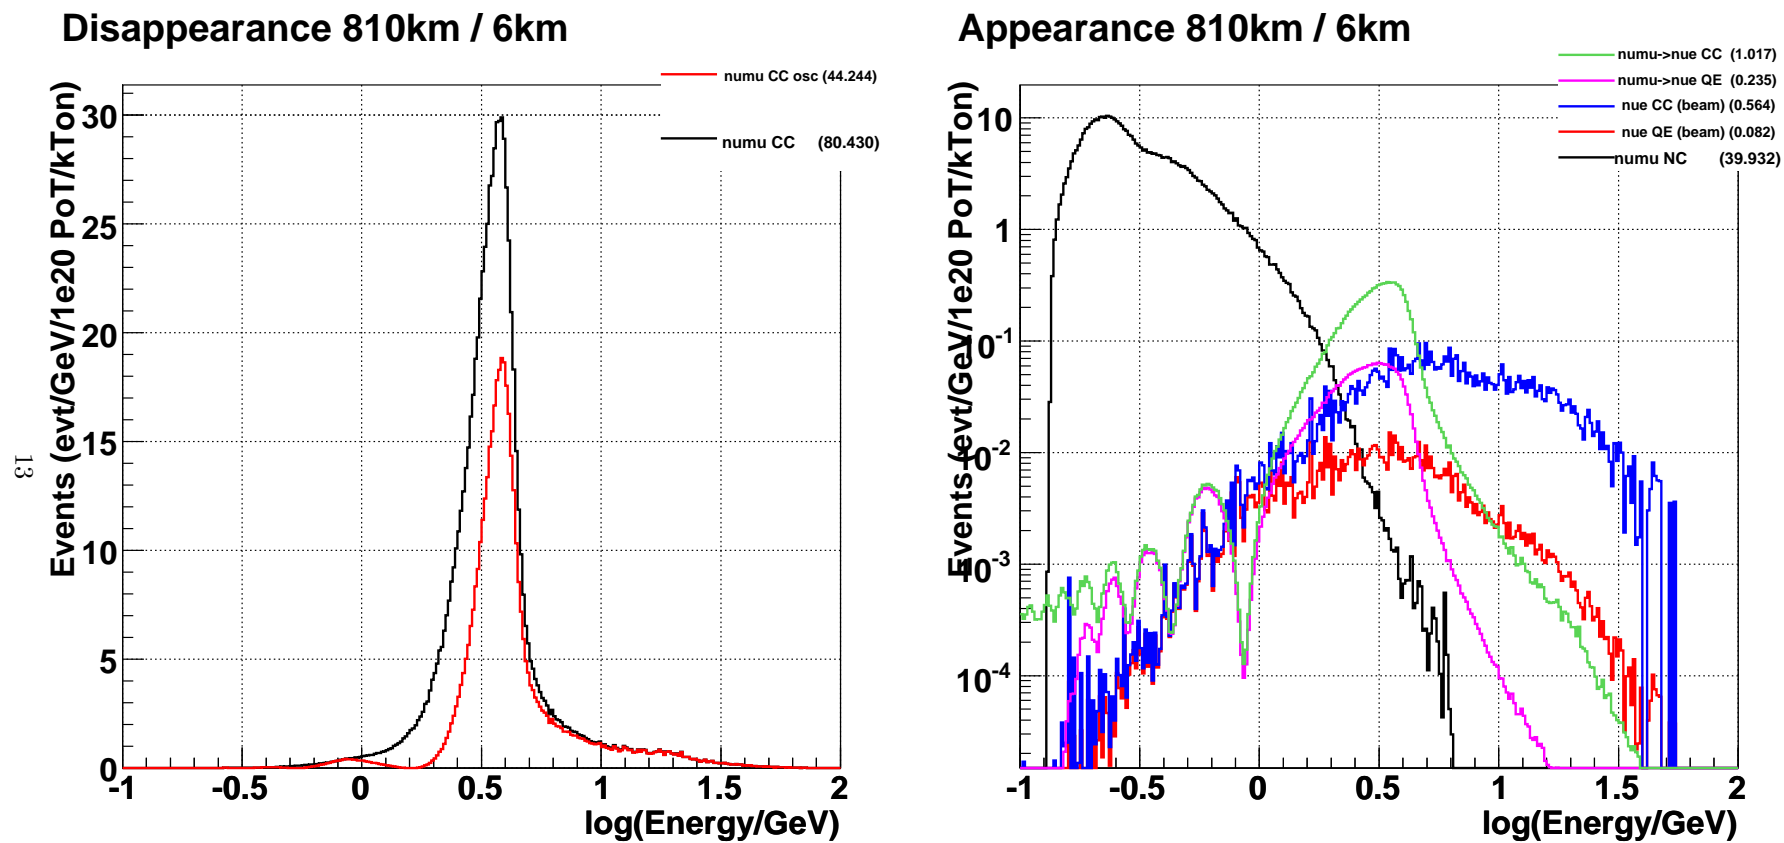 Disappearance 810km / 6km
numu CC osc (44.244)
numu CC (80.430)
Events (evt/GeV/1e20 PoT/kTon)
30
25
20
15
10
5
0
-1 -0.5 0 0.5 1 1.5 2
log(Energy/GeV)
13
Appearance 810km / 6km
numu->nue CC (1.017)
numu->nue QE (0.235)
nue CC (beam) (0.564)
nue QE (beam) (0.082)
numu NC (39.932)
Events (evt/GeV/1e20 PoT/kTon)
10
1
10-1
10-2
10-3
10-4
-1 -0.5 0 0.5 1 1.5 2
log(Energy/GeV)